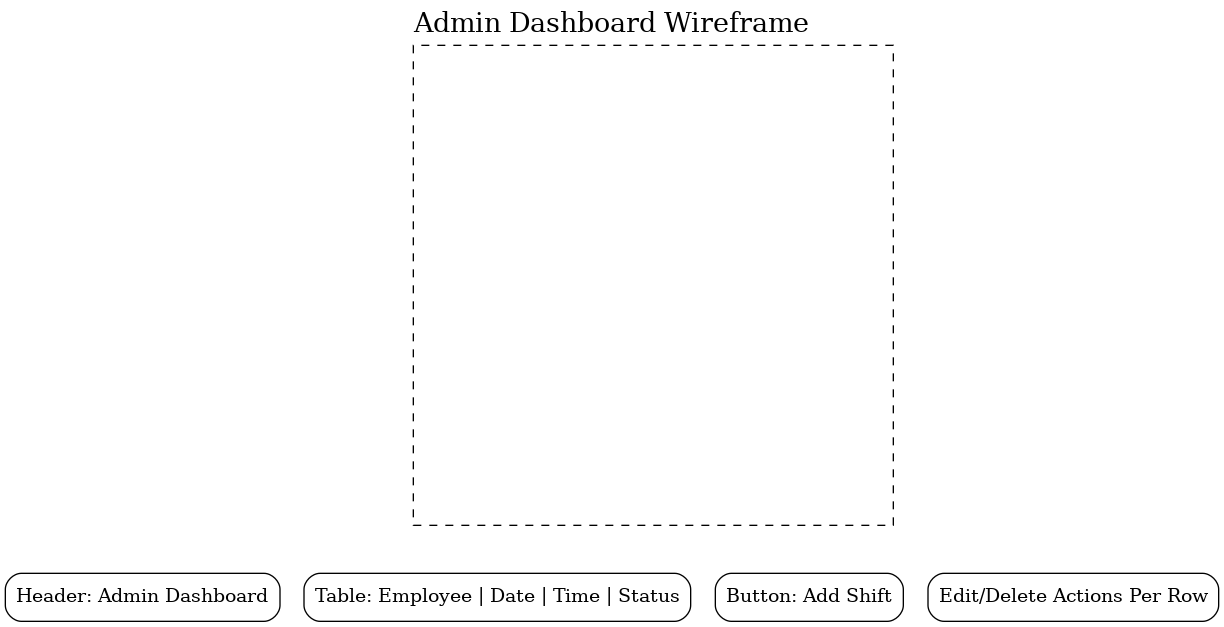 Admin Dashboard Wireframe
Header: Admin Dashboard
Table: Employee | Date | Time | Status
Button: Add Shift
Edit/Delete Actions Per Row